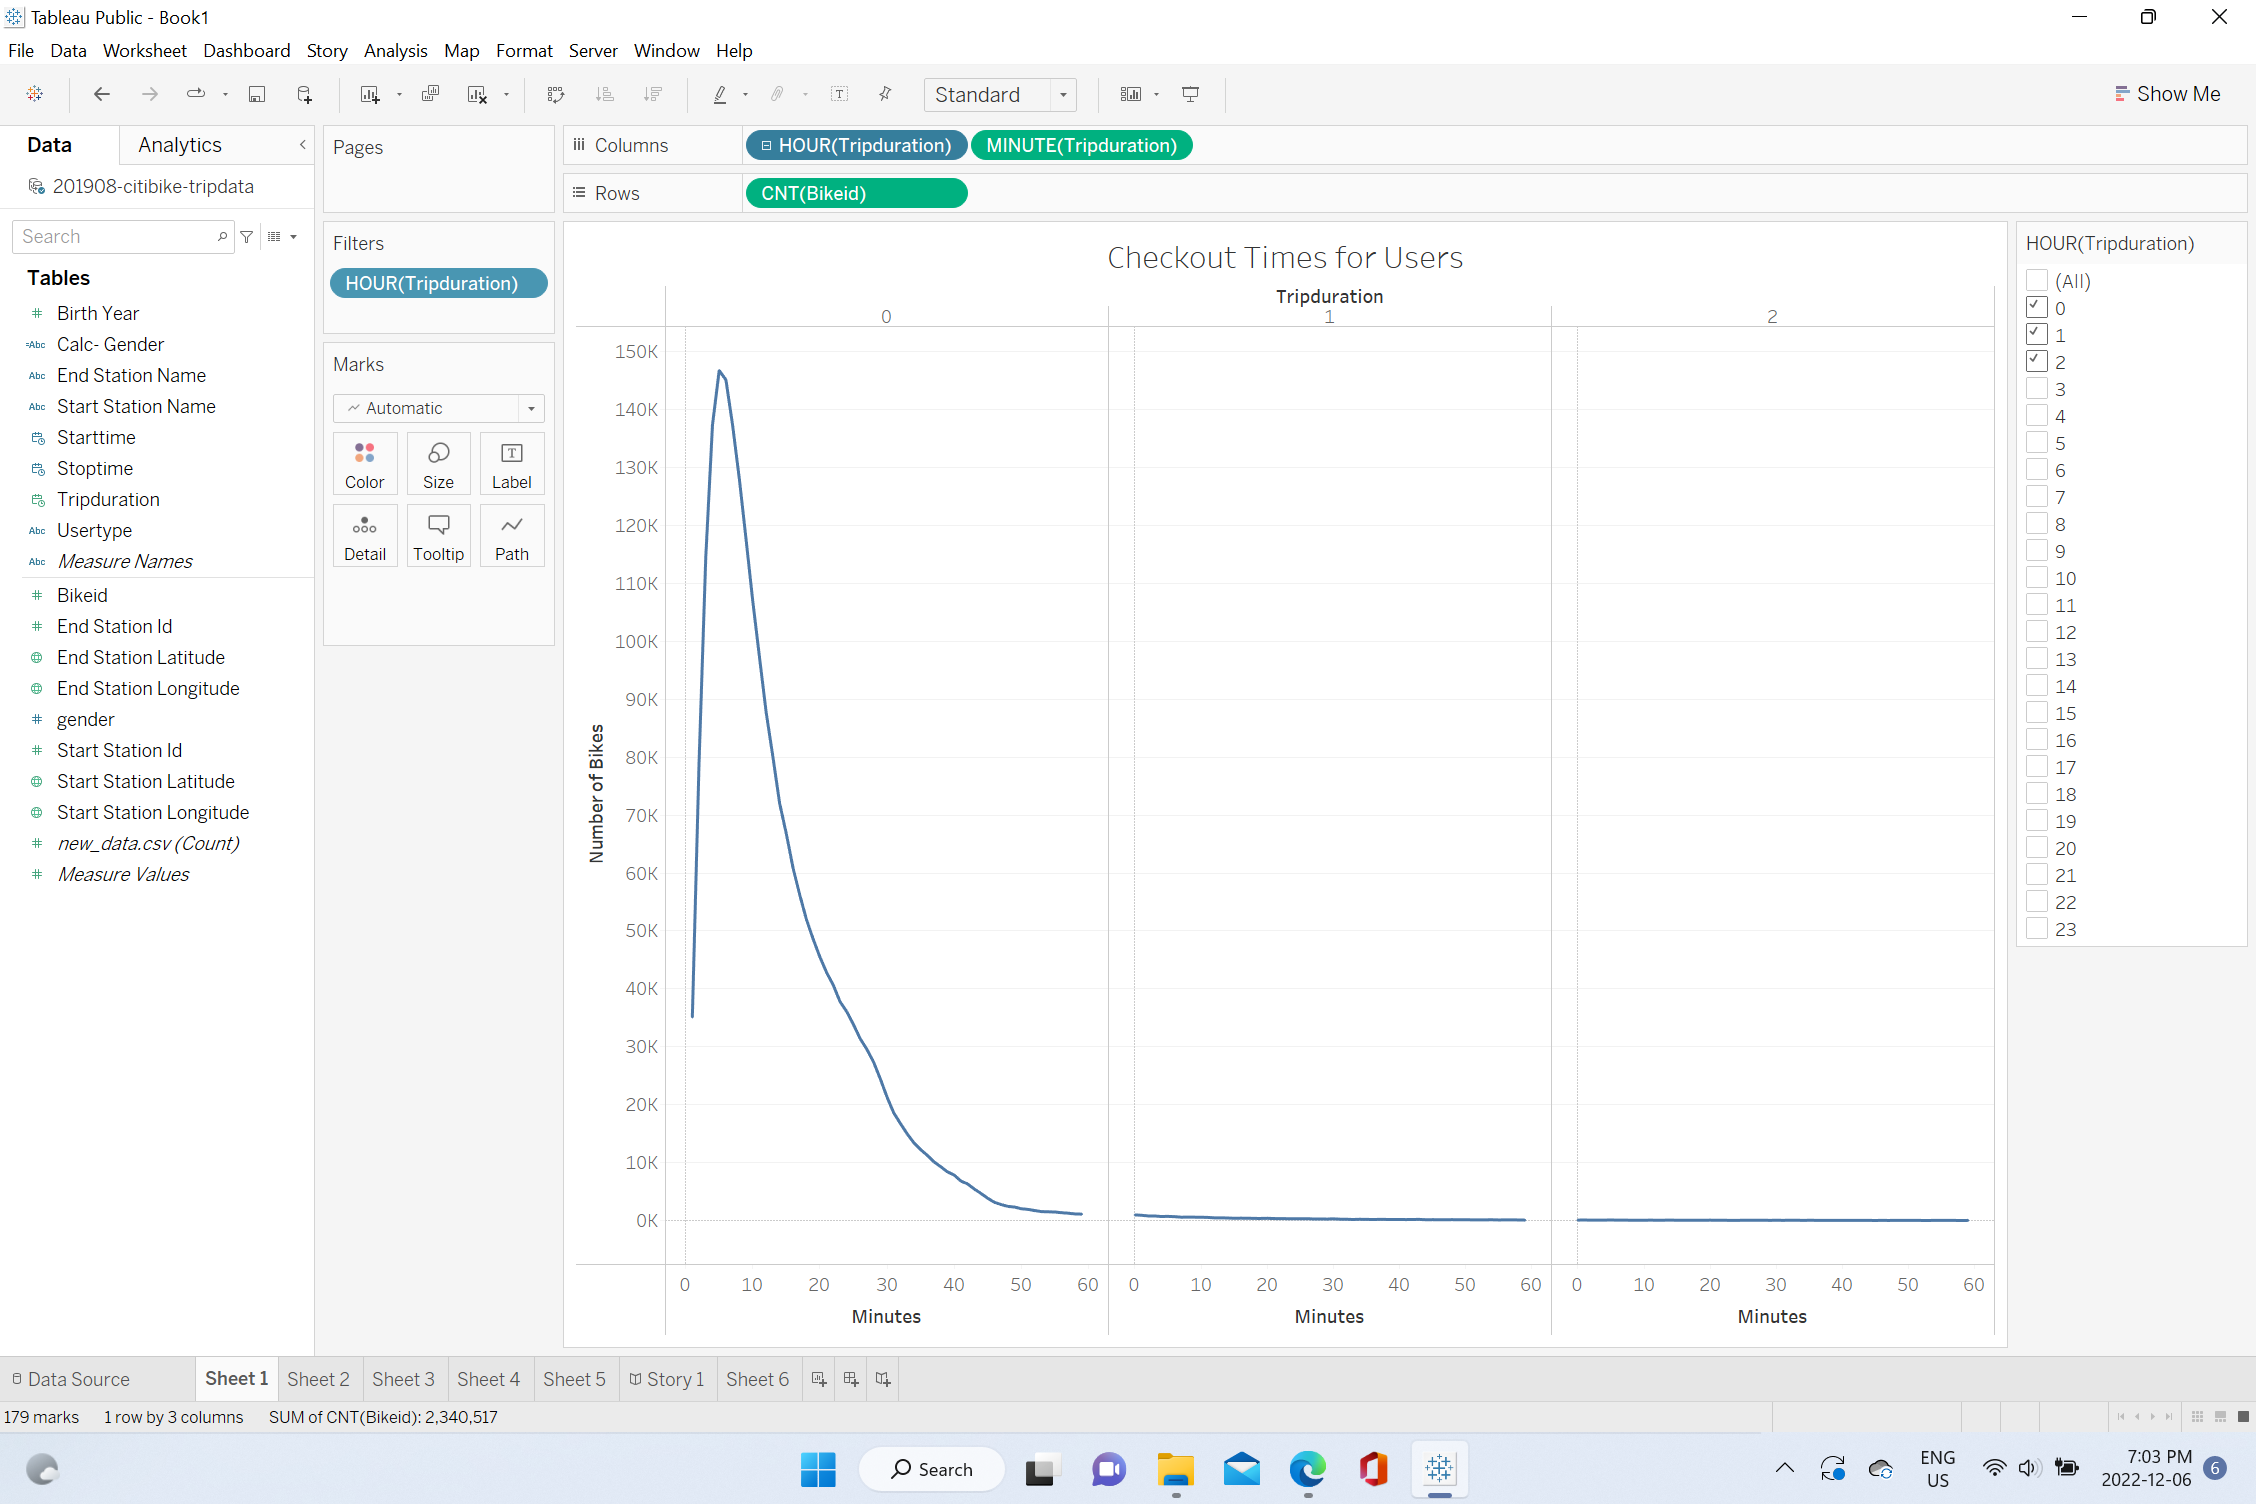 Tableau Public - Book1
File Data Worksheet Dashboard Story Analysis Map Format Server Window Help
Standard
Show Me
Data
Analytics
201908-citibike-tripdata
Search
Tables
Birth Year
=Abc Calc- Gender
Abc End Station Name
Abc Start Station Name
Starttime
Stoptime
Tripduration
Abc Usertype
Abc Measure Names
Bikeid
End Station Id
End Station Latitude
End Station Longitude
gender
Start Station Id
Start Station Latitude
Start Station Longitude
new_data.csv (Count)
Measure Values
Pages
Filters
HOUR(Tripduration)
Marks
Automatic
Color Size Label
Detail Tooltip Path
Columns HOUR(Tripduration) MINUTE(Tripduration)
Rows CNT(Bikeid)
Checkout Times for Users
Tripduration
0 1 2
150K
140K
130K
120K
110K
100K
90K
80K
70K
60K
50K
40K
30K
20K
10K
0K
Number of Bikes
0 10 20 30 40 50 60 0 10 20 30 40 50 60 0 10 20 30 40 50 60
Minutes Minutes Minutes
HOUR(Tripduration)
(All)
0
1
2
3
4
5
6
7
8
9
10
11
12
13
14
15
16
17
18
19
20
21
22
23
Data Source Sheet 1 Sheet 2 Sheet 3 Sheet 4 Sheet 5 Story 1 Sheet 6
179 marks 1 row by 3 columns SUM of CNT(Bikeid): 2,340,517
Search
ENG
US
7:03 PM
2022-12-06
6